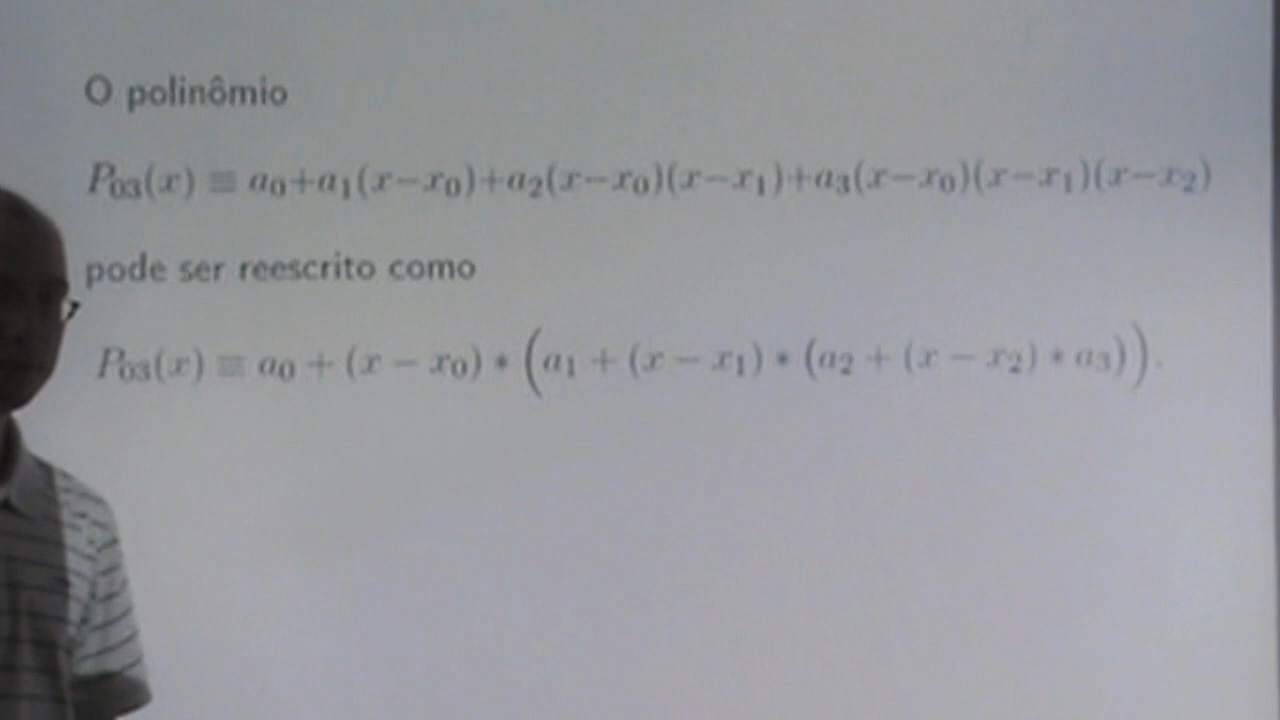 O polinômio
P₀₃(x) ≡ a₀+a₁(x−x₀)+a₂(x−x₀)(x−x₁)+a₃(x−x₀)(x−x₁)(x−x₂)
pode ser reescrito como
P₀₃(x) ≡ a₀ + (x − x₀) * (a₁ + (x − x₁) * (a₂ + (x − x₂) * a₃)).